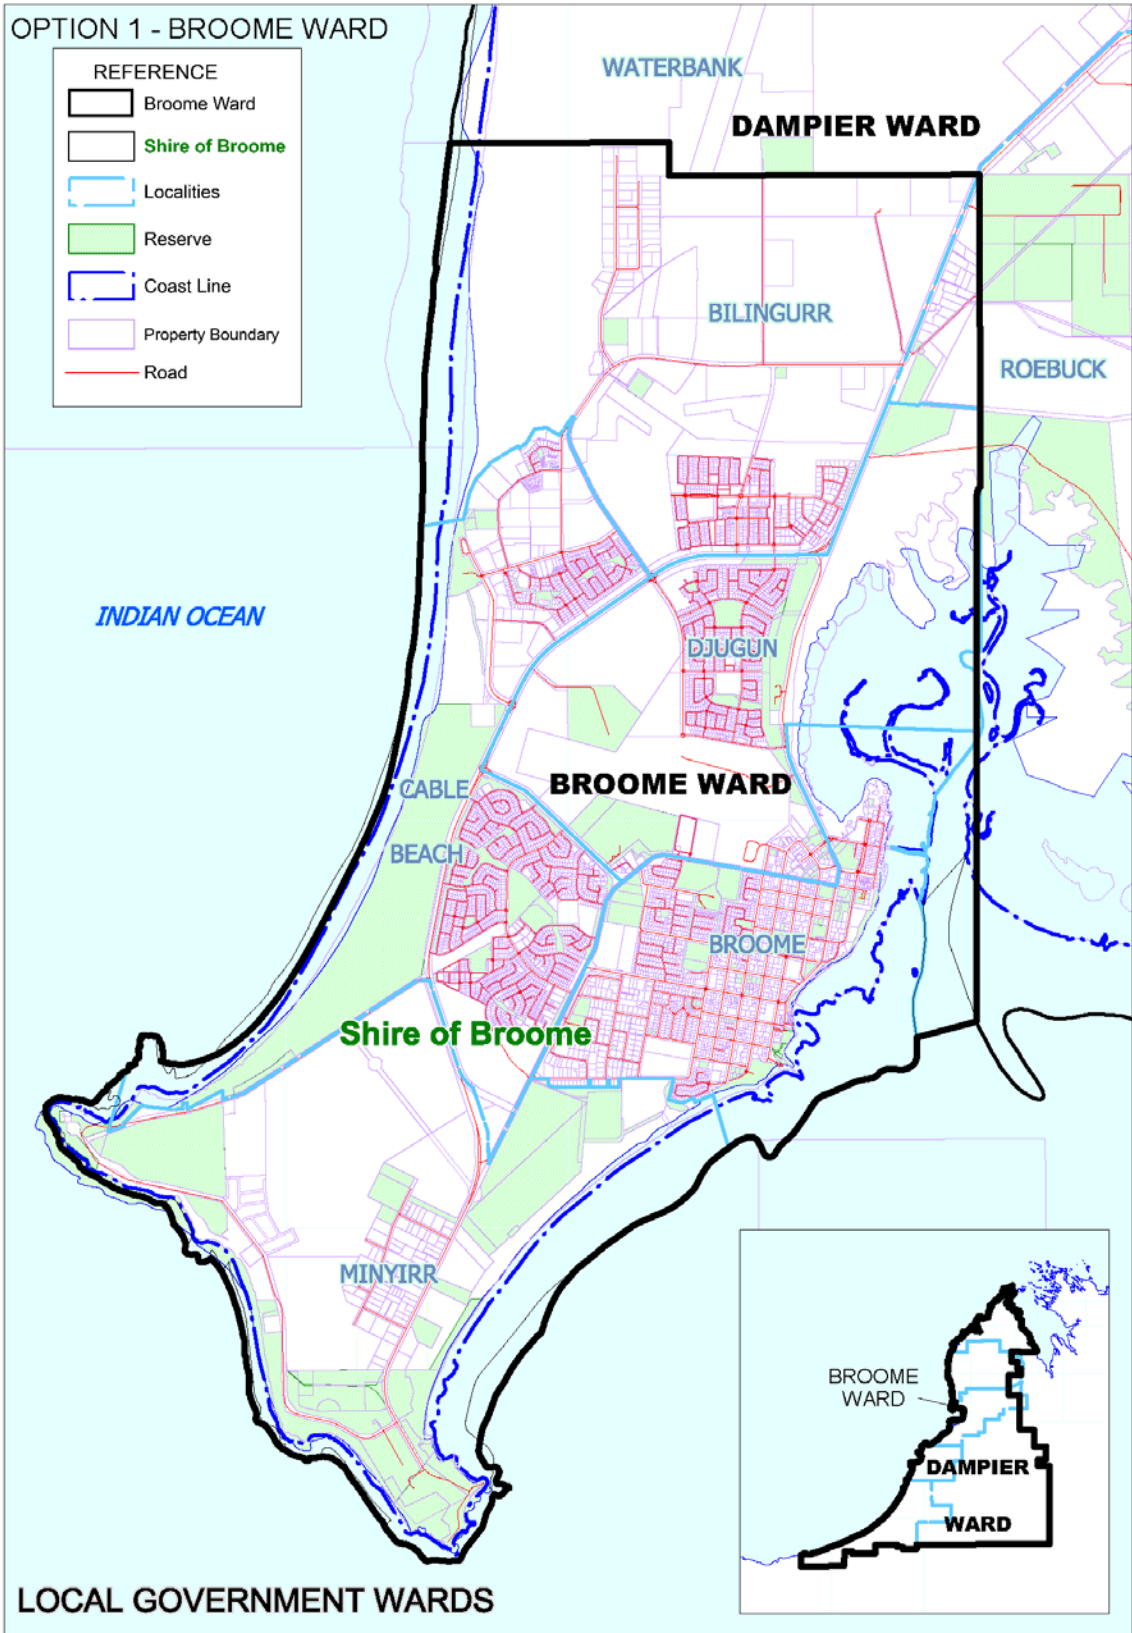 OPTION 1 - BROOME WARD
REFERENCE
Broome Ward
Shire of Broome
Localities
Reserve
Coast Line
Property Boundary
Road
WATERBANK
DAMPIER WARD
BILINGURR
ROEBUCK
INDIAN OCEAN
DJUGUN
BROOME WARD
CABLE
BEACH
BROOME
Shire of Broome
MINYIRR
BROOME
WARD
DAMPIER
WARD
LOCAL GOVERNMENT WARDS